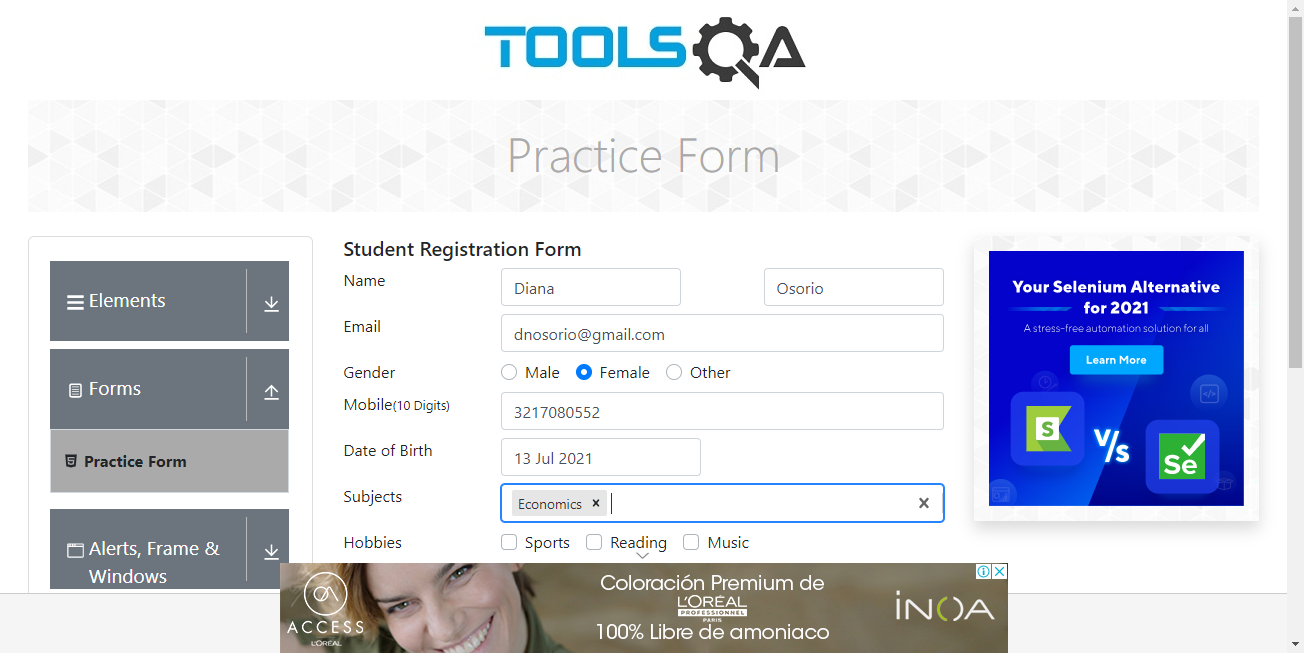 TOOLSQA
Practice Form
Elements
Forms
Practice Form
Alerts, Frame &
Windows
Student Registration Form
Name
Diana
Osorio
Email
dnosorio@gmail.com
Gender
Male
Female
Other
Mobile(10 Digits)
3217080552
Date of Birth
13 Jul 2021
Subjects
Economics
Hobbies
Sports
Reading
Music
Your Selenium Alternative
for 2021
A stress-free automation solution for all
Learn More
S
V/s
Se
ACCESS
L'ORÉAL
Coloración Premium de
L'ORÉAL
PROFESSIONNEL
PARIS
100% Libre de amoniaco
iNOA